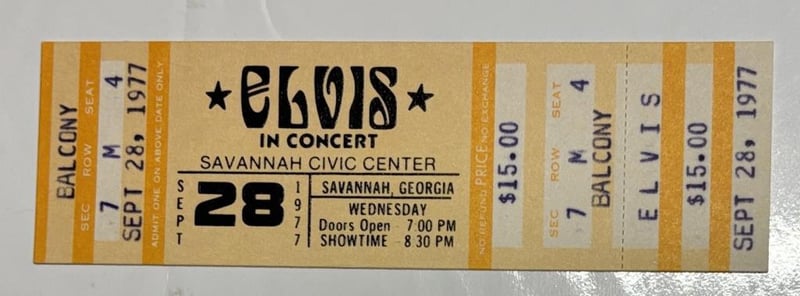 BALCONY
SEC ROW SEAT
7 M 4
SEPT 28, 1977
ADMIT ONE ON ABOVE DATE ONLY
★ELVIS★
IN CONCERT
SAVANNAH CIVIC CENTER
SEPT
28
1977
SAVANNAH, GEORGIA
WEDNESDAY
Doors Open - 7:00 PM
SHOWTIME - 8:30 PM
NO REFUND PRICE NO EXCHANGE
$15.00
SEC ROW SEAT
7 M 4
BALCONY
ELVIS
$15.00
SEPT 28, 1977